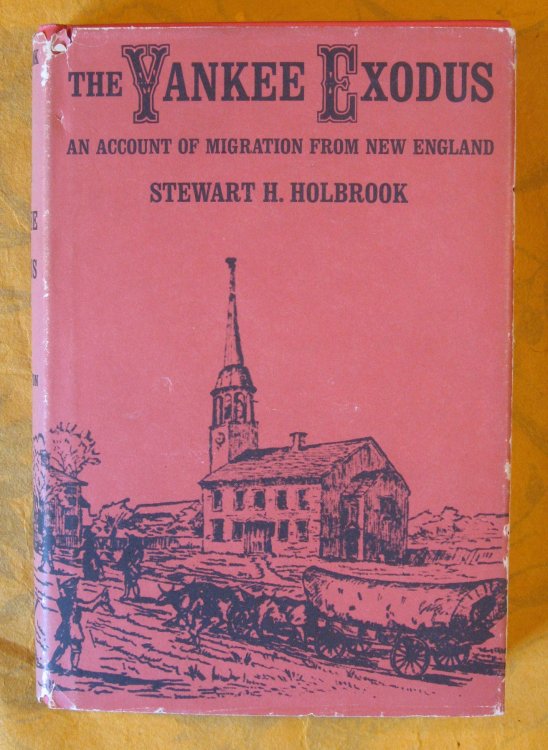 THE YANKEE EXODUS
AN ACCOUNT OF MIGRATION FROM NEW ENGLAND
STEWART H. HOLBROOK